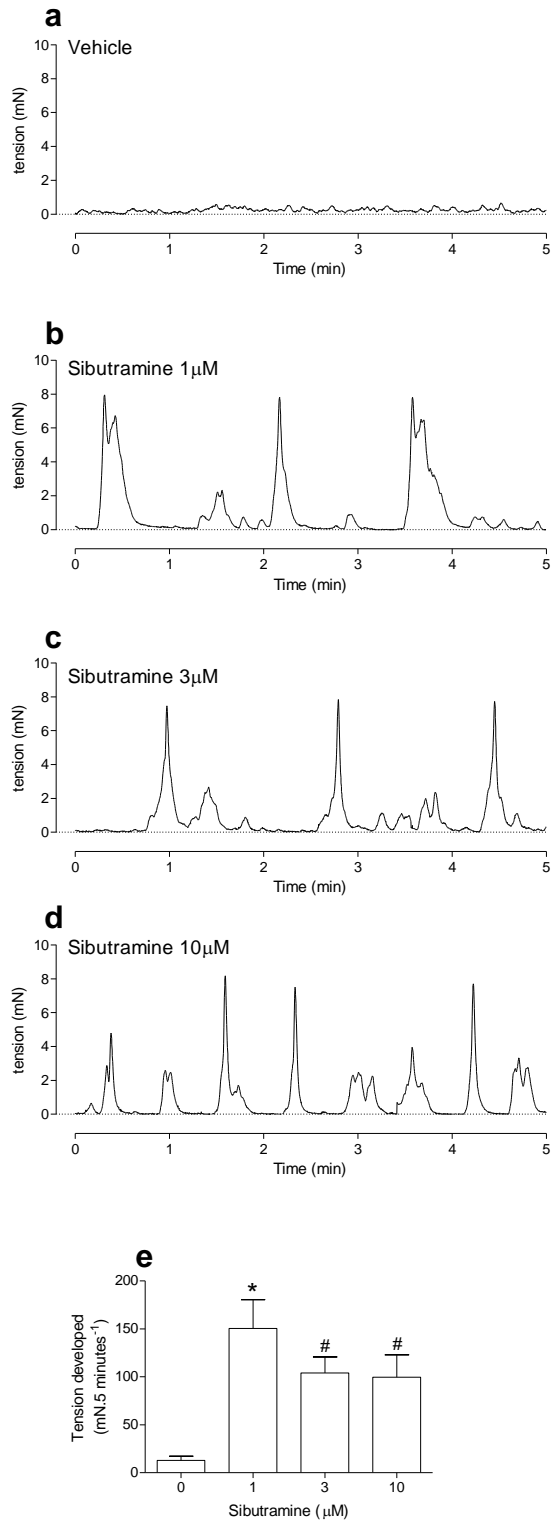 a
Vehicle
10
8
6
4
2
0
tension (mN)
0 1 2 3 4 5
Time (min)
b
Sibutramine 1μM
10
8
6
4
2
0
tension (mN)
0 1 2 3 4 5
Time (min)
c
Sibutramine 3μM
10
8
6
4
2
0
tension (mN)
0 1 2 3 4 5
Time (min)
d
Sibutramine 10μM
10
8
6
4
2
0
tension (mN)
0 1 2 3 4 5
Time (min)
e
200
150
100
50
0
Tension developed
(mN.5 minutes⁻¹)
* # #
0 1 3 10
Sibutramine ( μM)